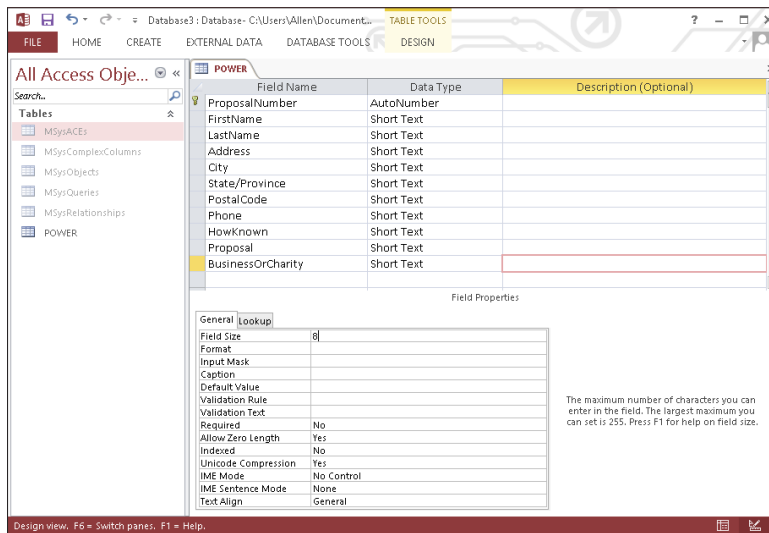 Database3 : Database- C:\Users\Allen\Document... TABLE TOOLS ?
FILE HOME CREATE EXTERNAL DATA DATABASE TOOLS DESIGN
All Access Obje... «
Search..
Tables
MSysACEs
MSysComplexColumns
MSysObjects
MSysQueries
MSysRelationships
POWER
POWER
Field Name Data Type Description (Optional)
ProposalNumber AutoNumber
FirstName Short Text
LastName Short Text
Address Short Text
City Short Text
State/Province Short Text
PostalCode Short Text
Phone Short Text
HowKnown Short Text
Proposal Short Text
BusinessOrCharity Short Text
Field Properties
General Lookup
Field Size 8
Format
Input Mask
Caption
Default Value
Validation Rule
Validation Text
Required No
Allow Zero Length Yes
Indexed No
Unicode Compression Yes
IME Mode No Control
IME Sentence Mode None
Text Align General
The maximum number of characters you can
enter in the field. The largest maximum you
can set is 255. Press F1 for help on field size.
Design view. F6 = Switch panes. F1 = Help.